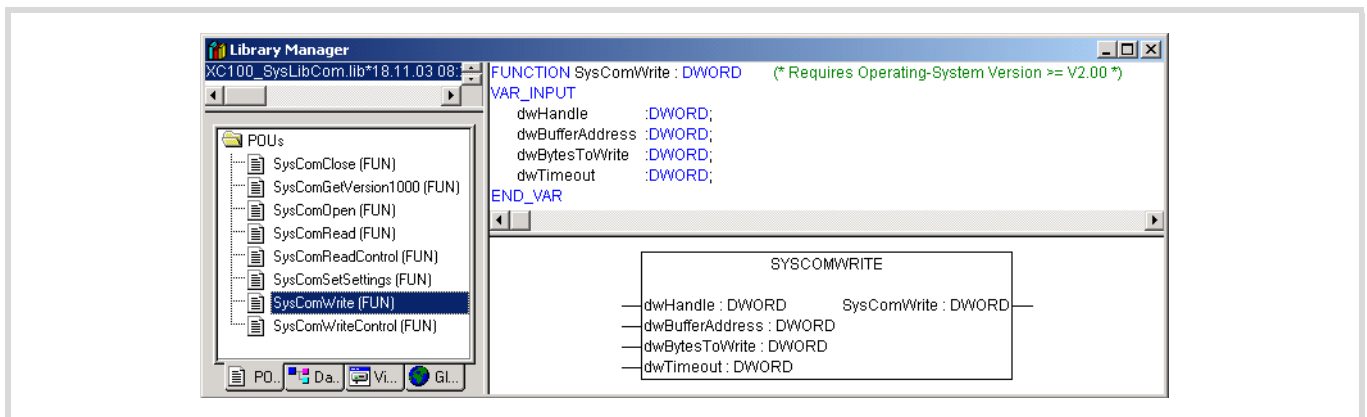 Library Manager
XC100_SysLibCom.lib*18.11.03 08:
POUs
SysComClose (FUN)
SysComGetVersion1000 (FUN)
SysComOpen (FUN)
SysComRead (FUN)
SysComReadControl (FUN)
SysComSetSettings (FUN)
SysComWrite (FUN)
SysComWriteControl (FUN)
PO.. Da.. Vi... Gl...
FUNCTION SysComWrite : DWORD (* Requires Operating-System Version >= V2.00 *)
VAR_INPUT
dwHandle :DWORD;
dwBufferAddress :DWORD;
dwBytesToWrite :DWORD;
dwTimeout :DWORD;
END_VAR
SYSCOMWRITE
dwHandle : DWORD SysComWrite : DWORD
dwBufferAddress : DWORD
dwBytesToWrite : DWORD
dwTimeout : DWORD